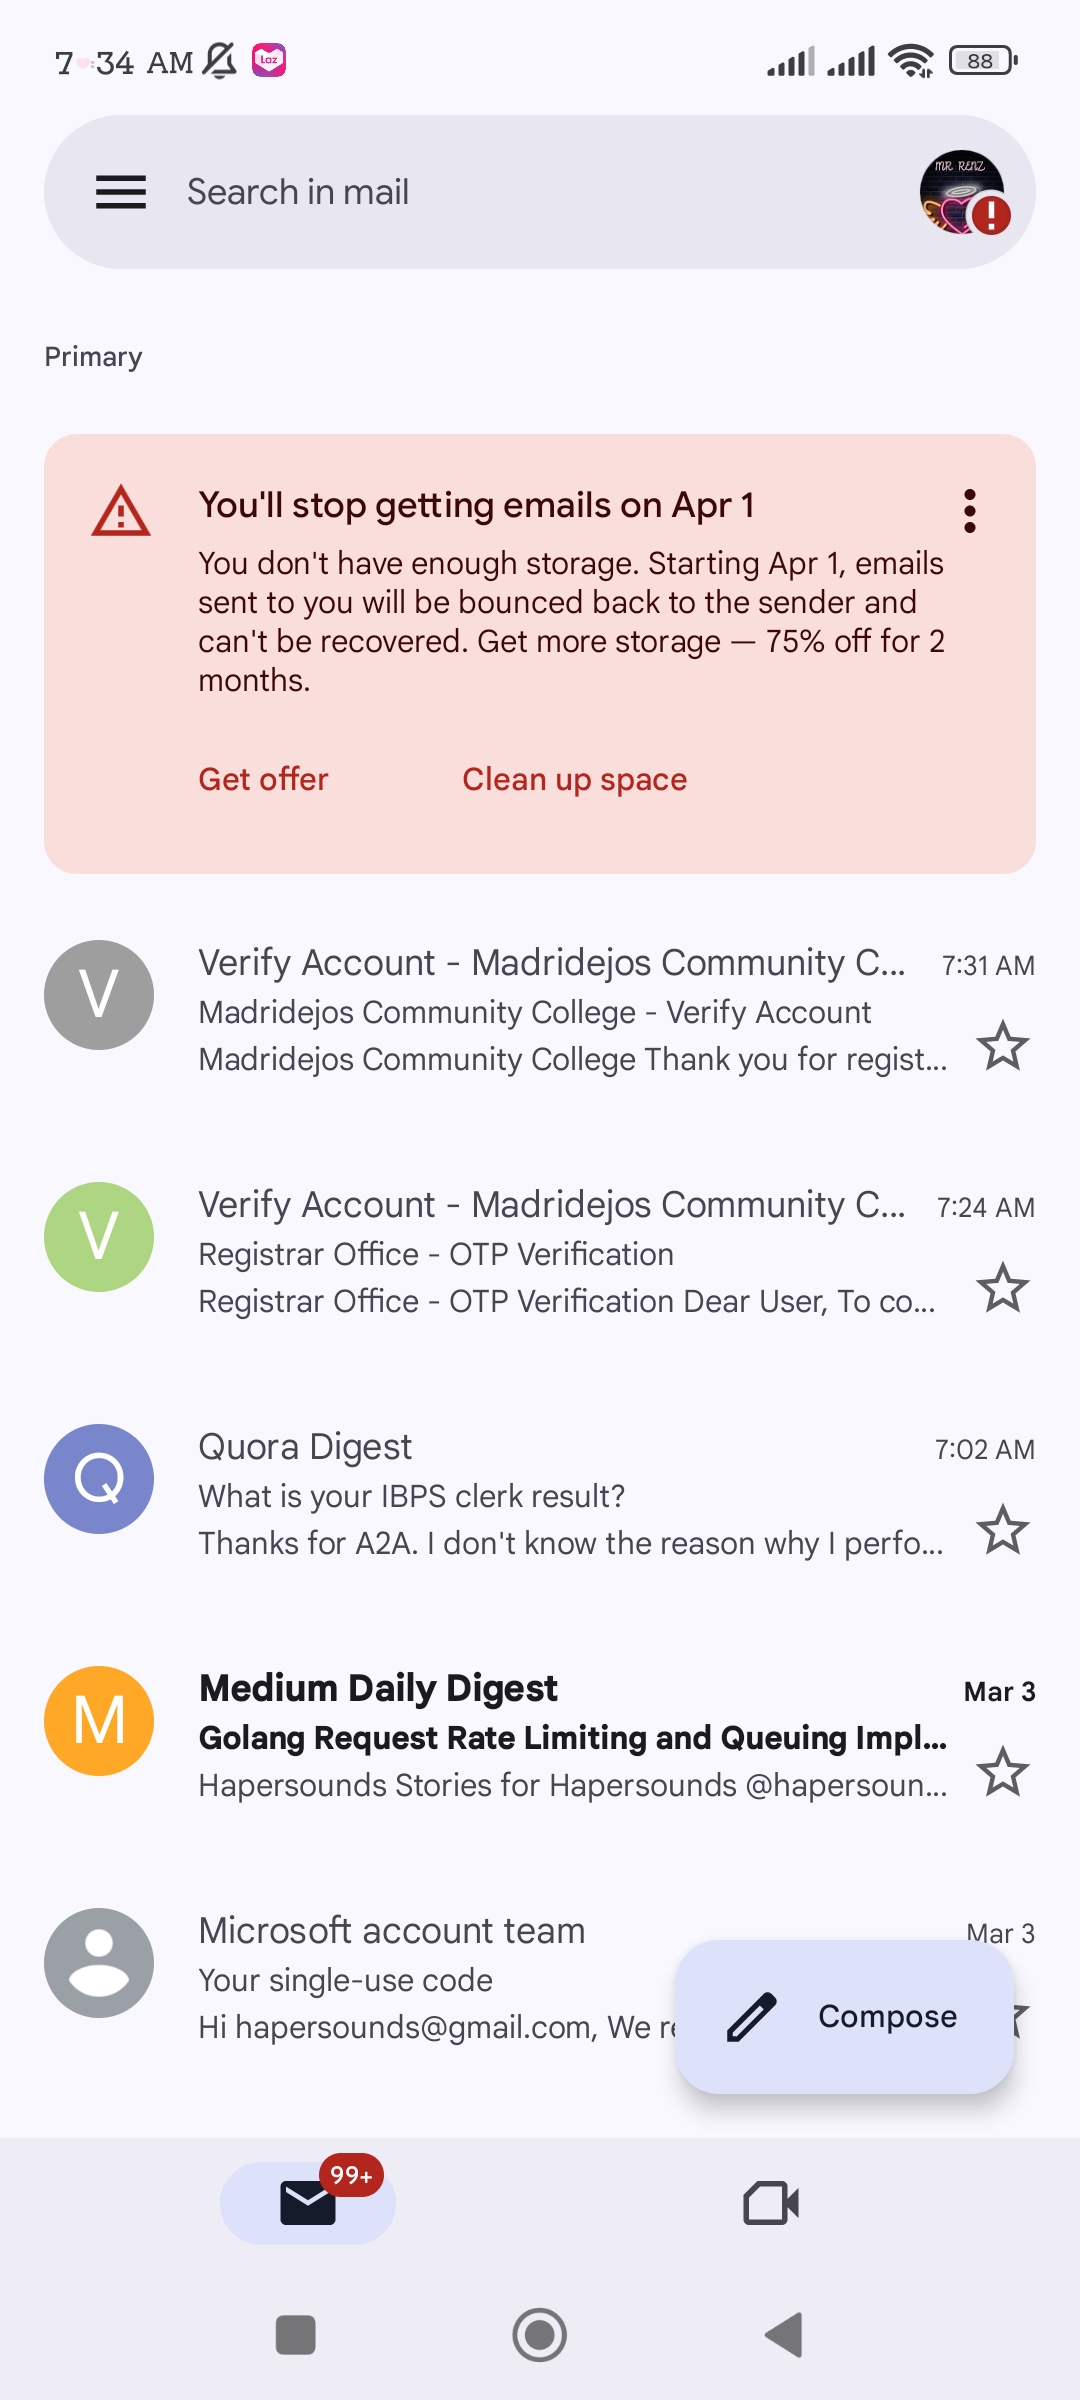 7:34 AM
Laz
88
Search in mail
MR. RENZ
Primary
You'll stop getting emails on Apr 1
You don't have enough storage. Starting Apr 1, emails
sent to you will be bounced back to the sender and
can't be recovered. Get more storage — 75% off for 2
months.
Get offer Clean up space
V
Verify Account - Madridejos Community C... 7:31 AM
Madridejos Community College - Verify Account
Madridejos Community College Thank you for regist...
V
Verify Account - Madridejos Community C... 7:24 AM
Registrar Office - OTP Verification
Registrar Office - OTP Verification Dear User, To co...
Q
Quora Digest 7:02 AM
What is your IBPS clerk result?
Thanks for A2A. I don't know the reason why I perfo...
M
Medium Daily Digest Mar 3
Golang Request Rate Limiting and Queuing Impl...
Hapersounds Stories for Hapersounds @hapersoun...
Microsoft account team Mar 3
Your single-use code
Hi hapersounds@gmail.com, We
Compose
99+